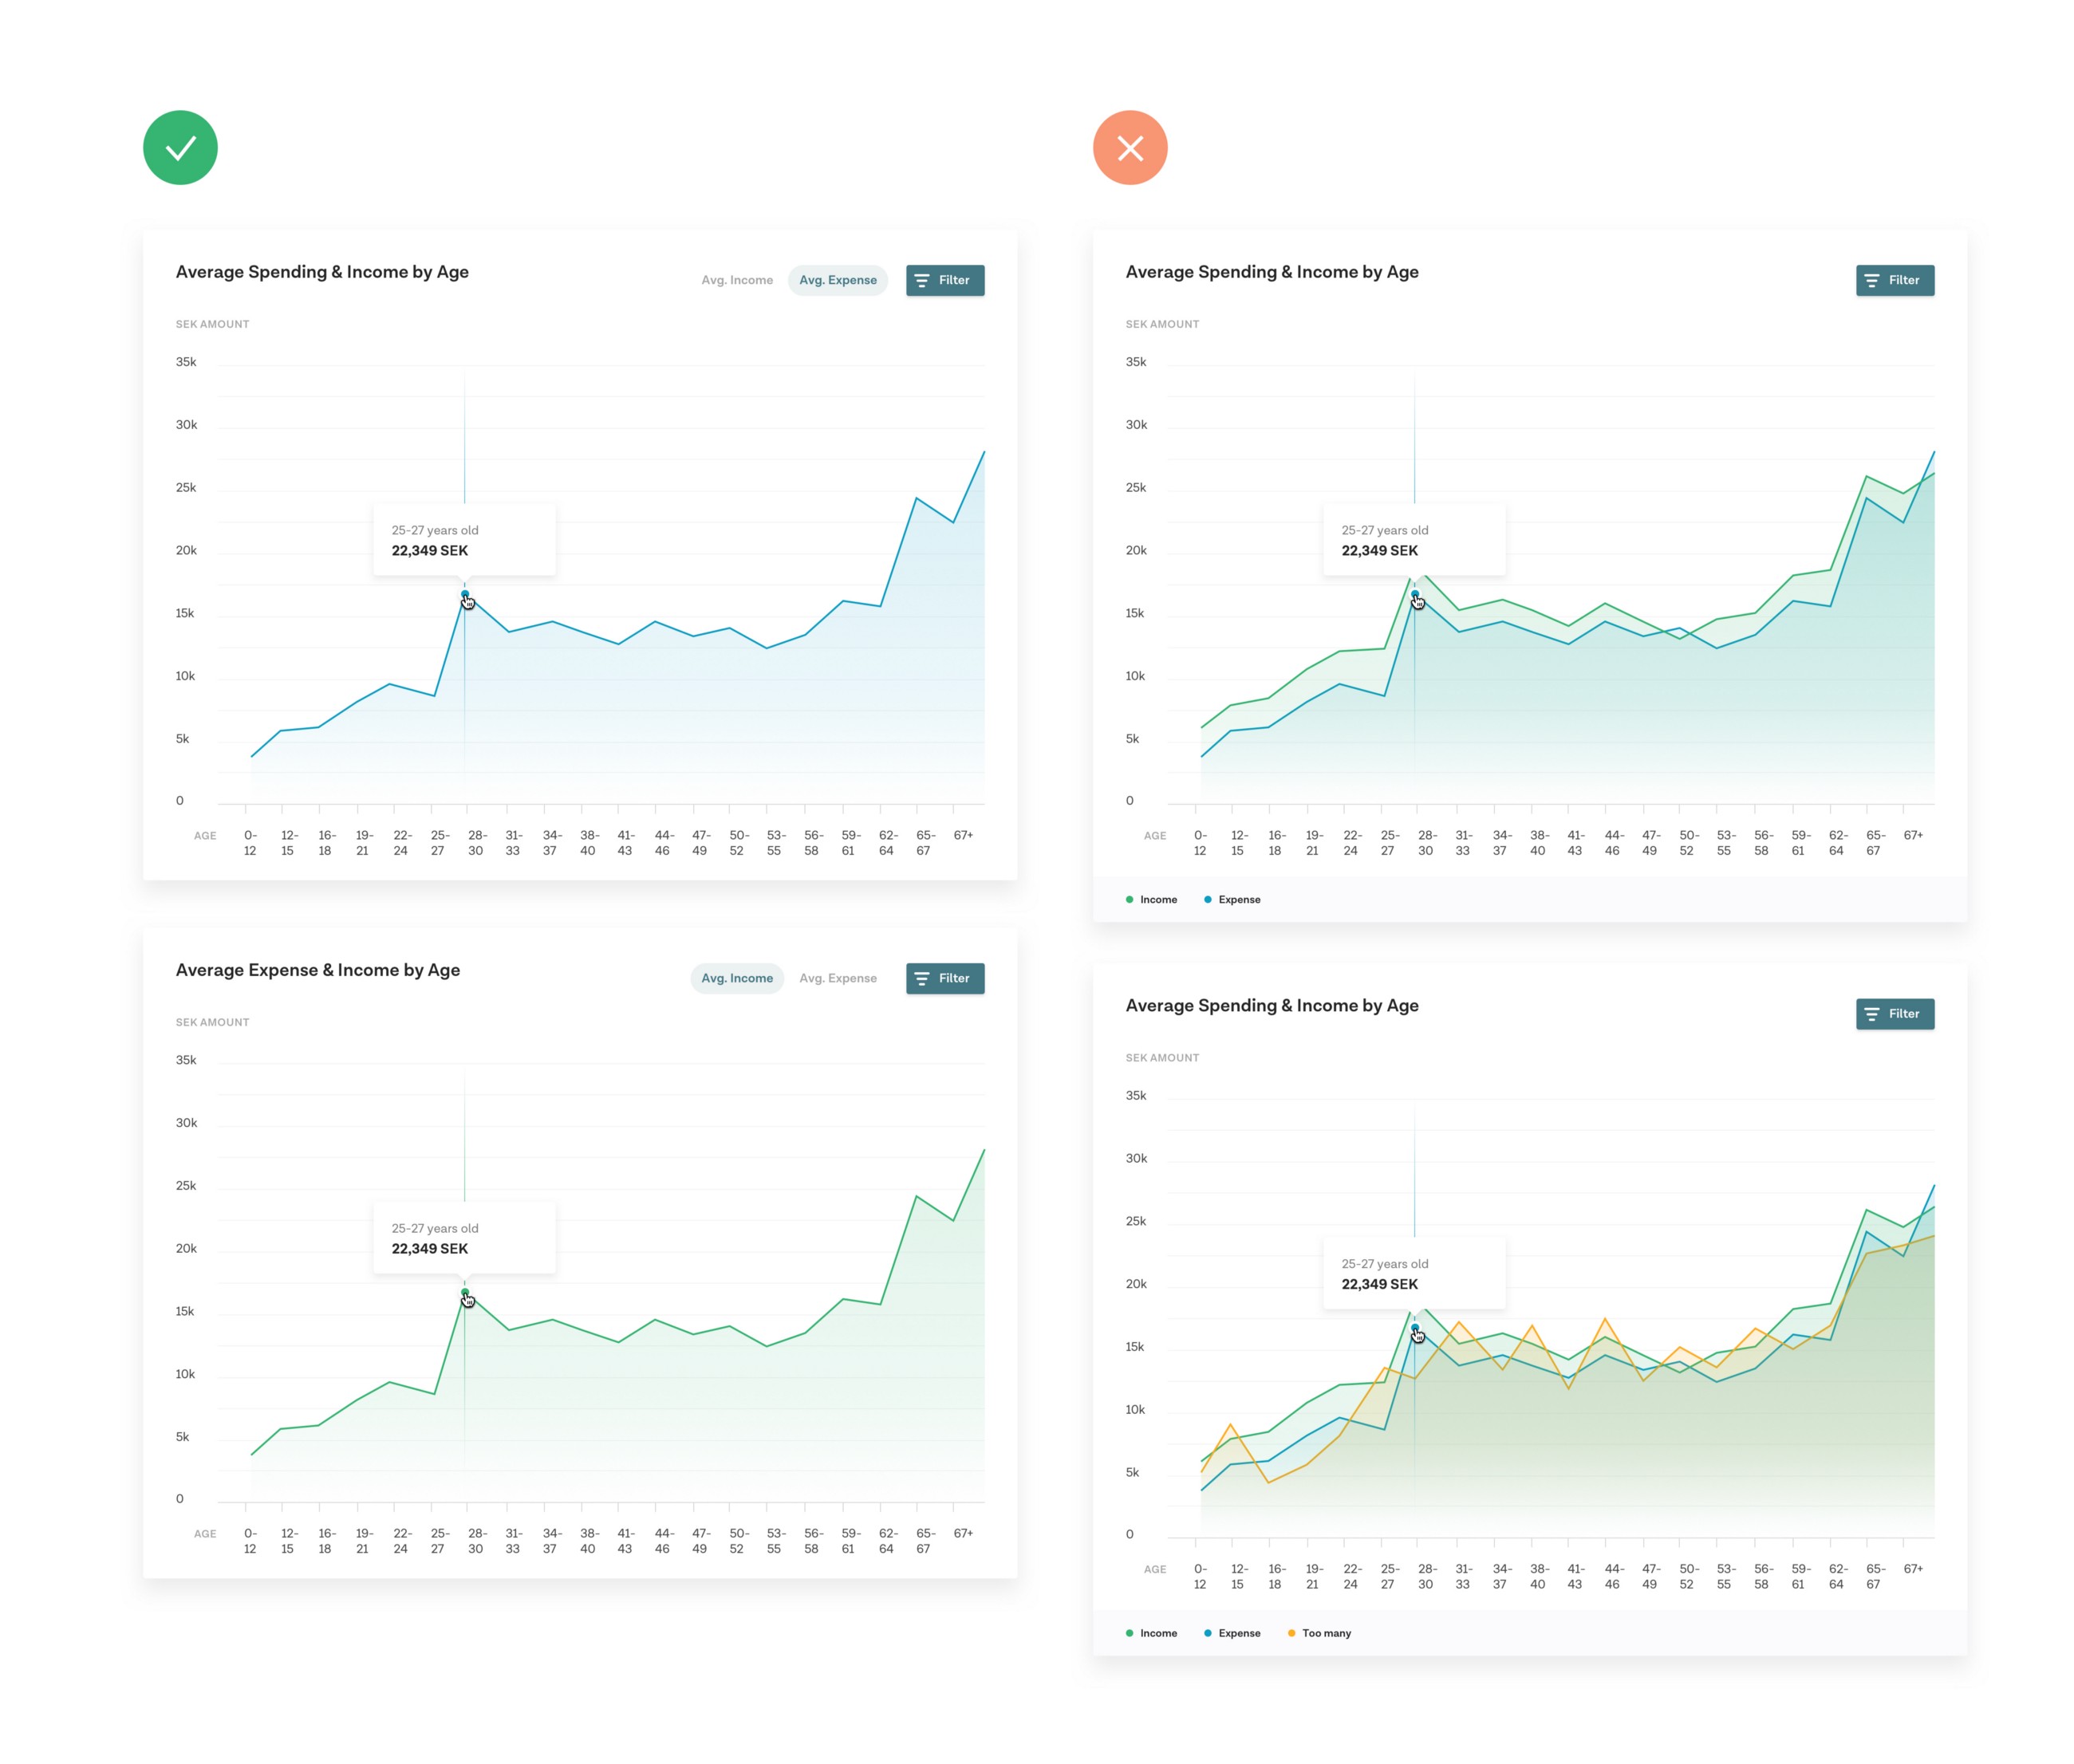 Average Spending & Income by Age
Avg. Income
Avg. Expense
Filter
SEK AMOUNT
35k
30k
25k
20k
15k
10k
5k
0
25-27 years old
22,349 SEK
AGE
0-12
12-15
16-18
19-21
22-24
25-27
28-30
31-33
34-37
38-40
41-43
44-46
47-49
50-52
53-55
56-58
59-61
62-64
65-67
67+
Average Expense & Income by Age
Avg. Income
Avg. Expense
Filter
SEK AMOUNT
35k
30k
25k
20k
15k
10k
5k
0
25-27 years old
22,349 SEK
AGE
0-12
12-15
16-18
19-21
22-24
25-27
28-30
31-33
34-37
38-40
41-43
44-46
47-49
50-52
53-55
56-58
59-61
62-64
65-67
67+
Average Spending & Income by Age
Filter
SEK AMOUNT
35k
30k
25k
20k
15k
10k
5k
0
25-27 years old
22,349 SEK
AGE
0-12
12-15
16-18
19-21
22-24
25-27
28-30
31-33
34-37
38-40
41-43
44-46
47-49
50-52
53-55
56-58
59-61
62-64
65-67
67+
Income
Expense
Average Spending & Income by Age
Filter
SEK AMOUNT
35k
30k
25k
20k
15k
10k
5k
0
25-27 years old
22,349 SEK
AGE
0-12
12-15
16-18
19-21
22-24
25-27
28-30
31-33
34-37
38-40
41-43
44-46
47-49
50-52
53-55
56-58
59-61
62-64
65-67
67+
Income
Expense
Too many